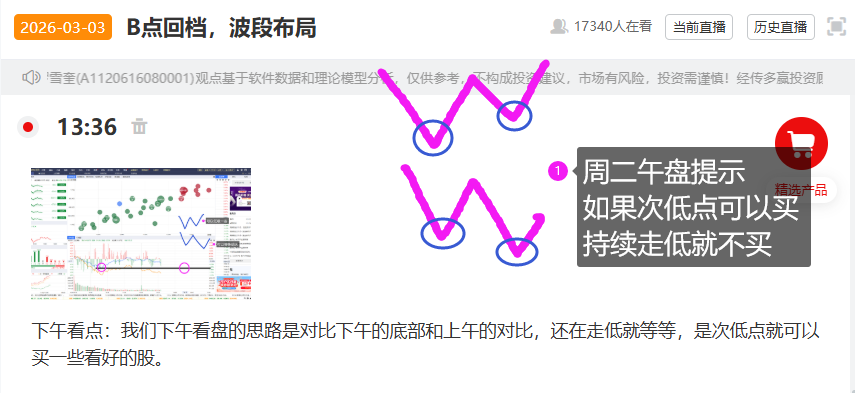 2026-03-03 B点回档，波段布局 17340人在看 当前直播 历史直播
雪奎(A1120616080001)观点基于软件数据和理论模型分析，仅供参考，不构成投资建议，市场有风险，投资需谨慎！经传多赢投资
13:36
1
周二午盘提示
如果次低点可以买
持续走低就不买
精选产品
下午看点：我们下午看盘的思路是对比下午的底部和上午的对比，还在走低就等等，是次低点就可以
买一些看好的股。